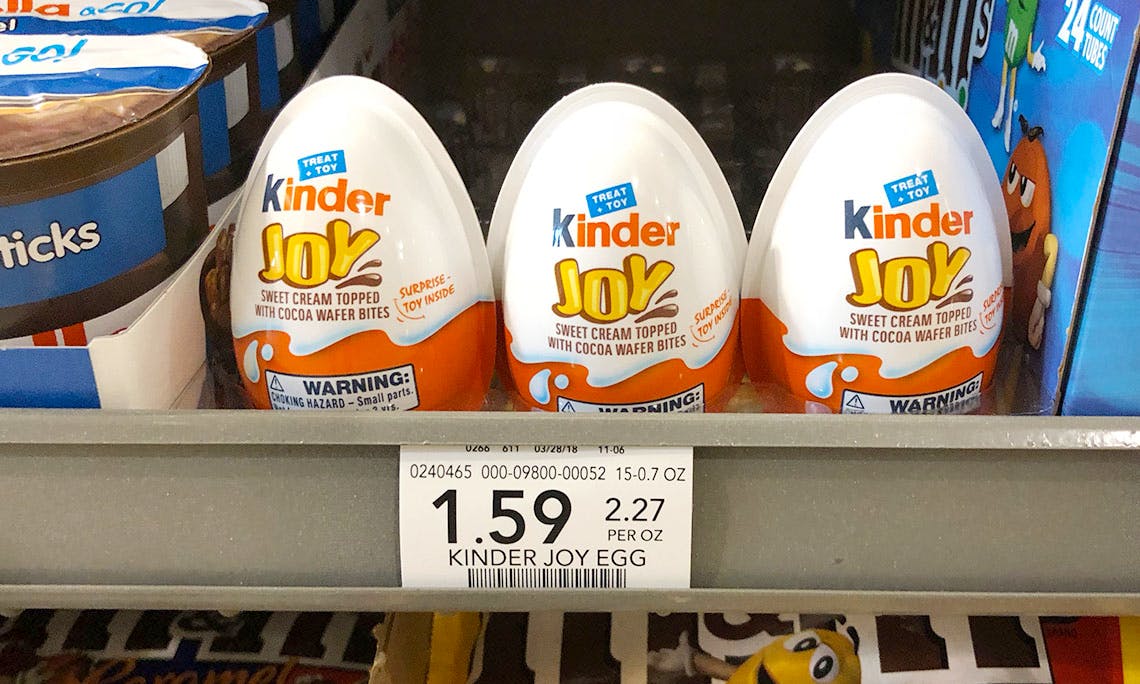 & GO!
GO!
ticks
TREAT
+ TOY
Kinder
JOY
SWEET CREAM TOPPED
WITH COCOA WAFER BITES
SURPRISE-
TOY INSIDE
WARNING:
CHOKING HAZARD – Small parts.
TREAT
+ TOY
Kinder
JOY
SWEET CREAM TOPPED
WITH COCOA WAFER BITES
SURPRISE-
TOY INSIDE
WARNING:
TREAT
+ TOY
Kinder
JOY
SWEET CREAM TOPPED
WITH COCOA WAFER BITES
WARNING:
24 COUNT
TUBES
m
0266 611 03/28/18 11-06
0240465 000-09800-00052 15-0.7 OZ
1.59 2.27
PER OZ
KINDER JOY EGG
Caramel